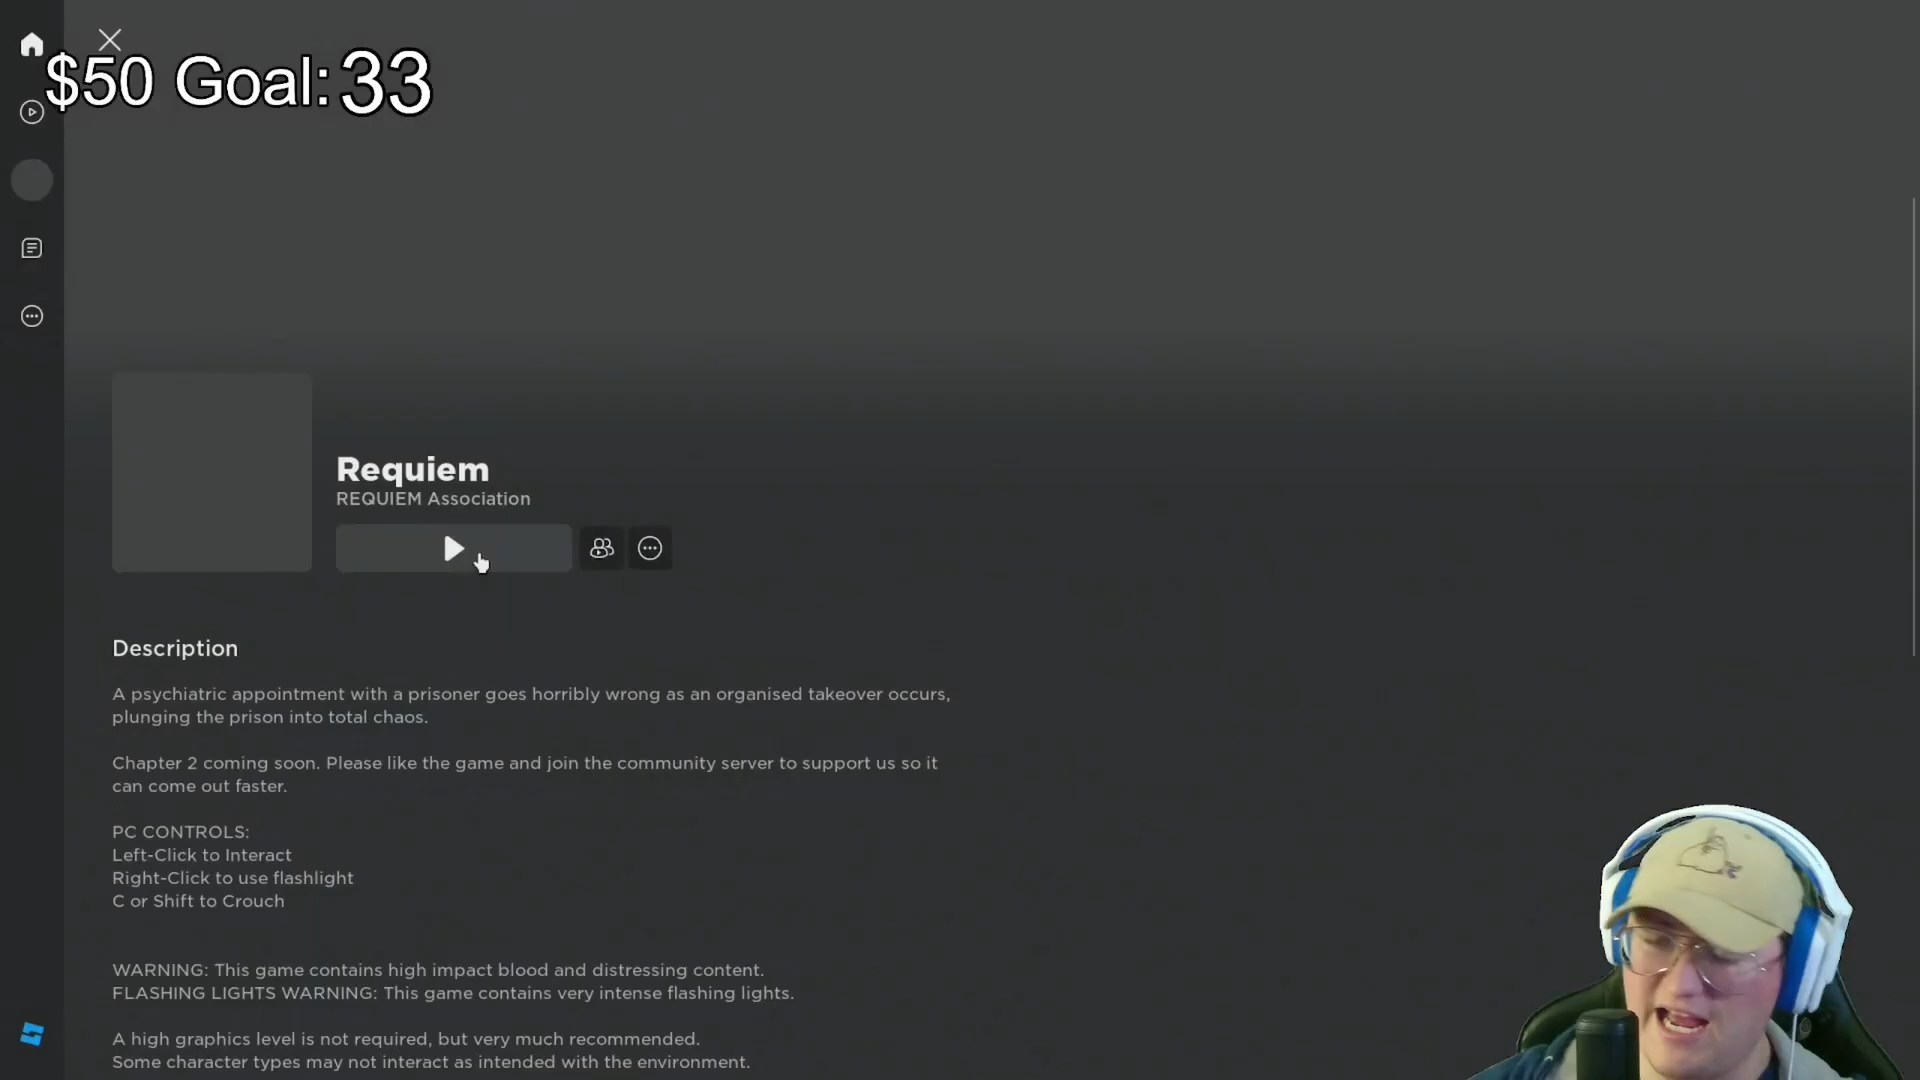 $50 Goal: 33
Requiem
REQUIEM Association
Description
A psychiatric appointment with a prisoner goes horribly wrong as an organised takeover occurs,
plunging the prison into total chaos.
Chapter 2 coming soon. Please like the game and join the community server to support us so it
can come out faster.
PC CONTROLS:
Left-Click to Interact
Right-Click to use flashlight
C or Shift to Crouch
WARNING: This game contains high impact blood and distressing content.
FLASHING LIGHTS WARNING: This game contains very intense flashing lights.
A high graphics level is not required, but very much recommended.
Some character types may not interact as intended with the environment.